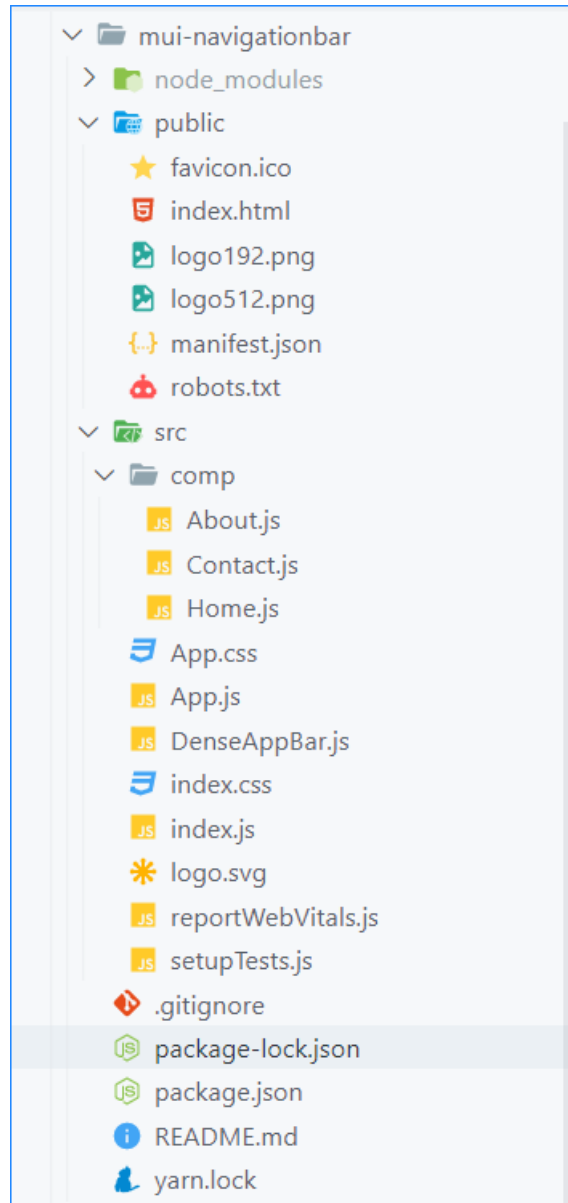 mui-navigationbar
node_modules
public
favicon.ico
index.html
logo192.png
logo512.png
manifest.json
robots.txt
src
comp
About.js
Contact.js
Home.js
App.css
App.js
DenseAppBar.js
index.css
index.js
logo.svg
reportWebVitals.js
setupTests.js
.gitignore
package-lock.json
package.json
README.md
yarn.lock